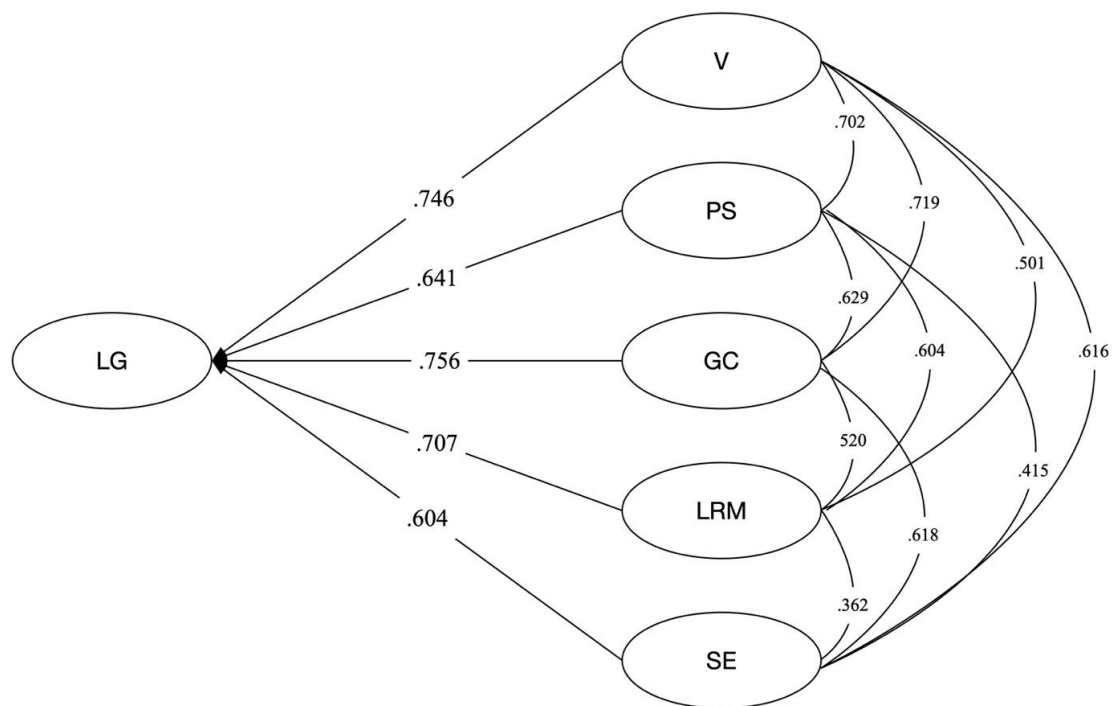 V
.702
.746
PS
.719
.641
.501
.629
LG
.756
GC
.604
.616
.707
520
.415
.604
LRM
.618
.362
SE